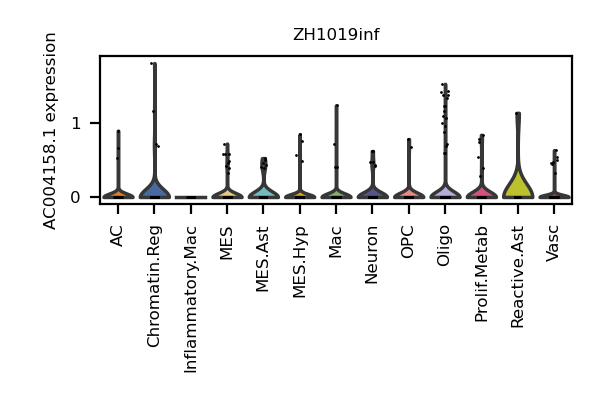 ZH1019inf
AC004158.1 expression
1
0
AC
Chromatin.Reg
Inflammatory.Mac
MES
MES.Ast
MES.Hyp
Mac
Neuron
OPC
Oligo
Prolif.Metab
Reactive.Ast
Vasc